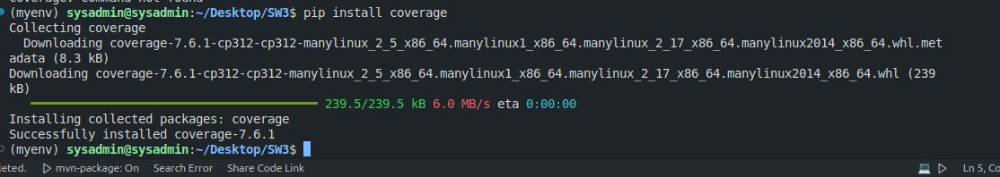 coverage: command not found
(myenv) sysadmin@sysadmin:~/Desktop/SW3$ pip install coverage
Collecting coverage
  Downloading coverage-7.6.1-cp312-cp312-manylinux_2_5_x86_64.manylinux1_x86_64.manylinux_2_17_x86_64.manylinux2014_x86_64.whl.met
adata (8.3 kB)
Downloading coverage-7.6.1-cp312-cp312-manylinux_2_5_x86_64.manylinux1_x86_64.manylinux_2_17_x86_64.manylinux2014_x86_64.whl (239
kB)
239.5/239.5 kB 6.0 MB/s eta 0:00:00
Installing collected packages: coverage
Successfully installed coverage-7.6.1
(myenv) sysadmin@sysadmin:~/Desktop/SW3$
leted. mvn-package: On Search Error Share Code Link Ln 5, Co